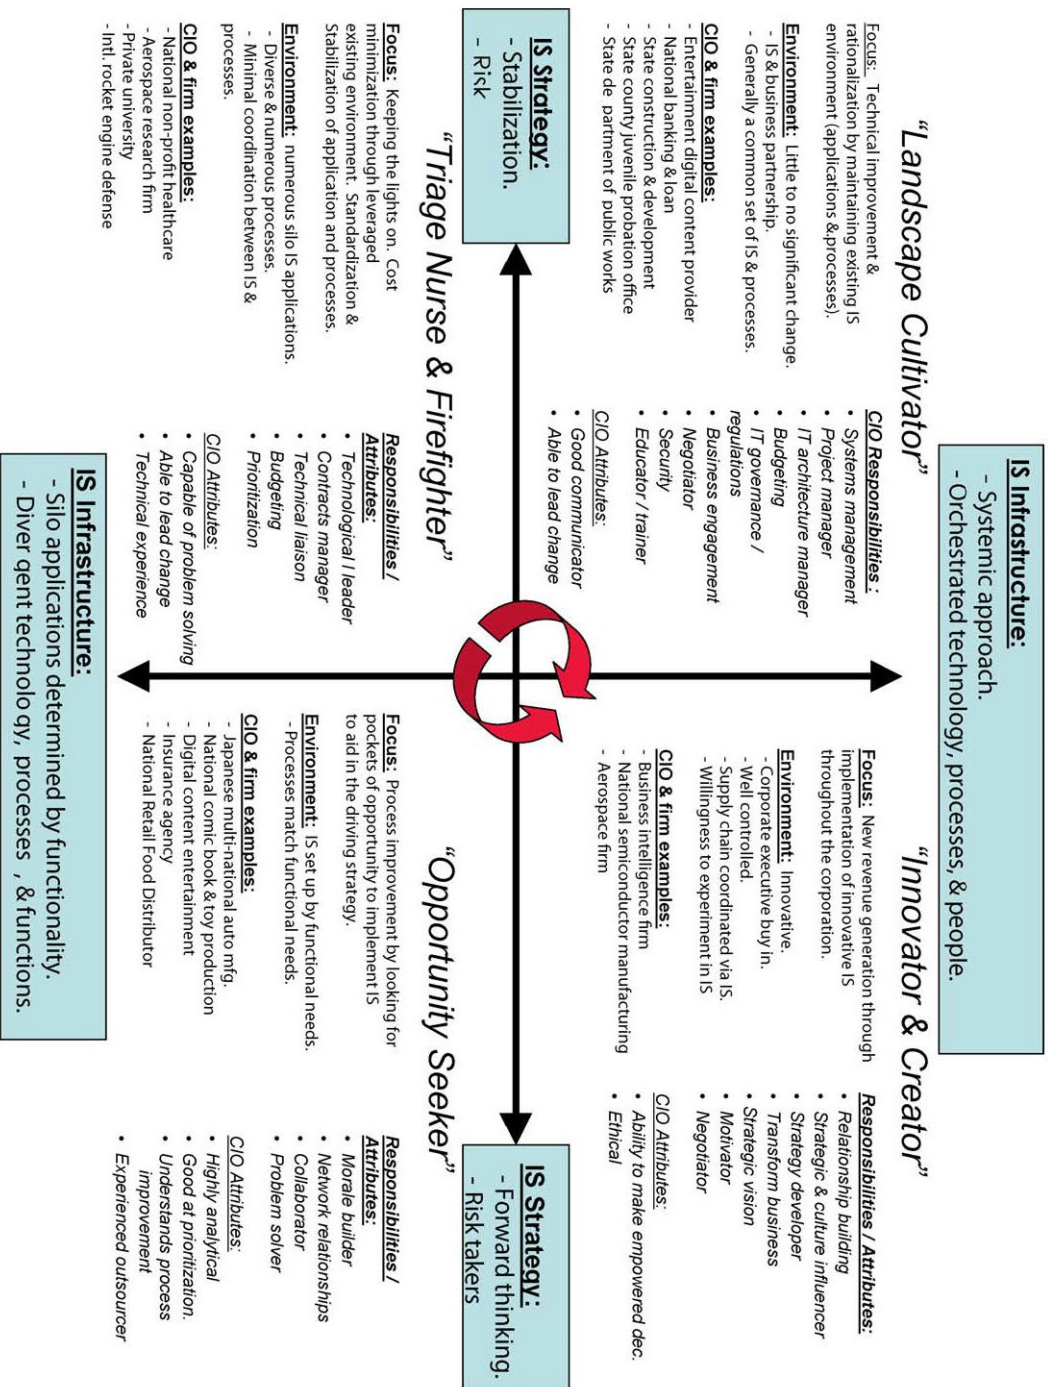 IS Infrastructure:
- Systemic approach.
-Orchestrated technology, processes, & people.
"Landscape Cultivator"
Focus:  Technical improvement &
rationalization by maintaining existing IS
environment (applications &processes).
Environment: Little to no significant change.
- IS & business partnership.
- Generally a common set of IS & processes.
CIO & firm examples:
- Entertainment digital content provider
- National banking & loan
- State construction & development
- State county juvenile probation office
- State de partment of public works
CIO Responsibilities :
• Systems management
• Project manager
• IT architecture manager
• Budgeting
• IT governance /
regulations
• Business engagement
• Negotiator
• Security
• Educator / trainer
CIO Attributes:
• Good communicator
• Able to lead change
"Innovator & Creator"
Focus: New revenue generation through
implementation of innovative IS
throughout the corporation.
Environment: Innovative.
- Corporate executive buy in.
- Well controlled.
- Supply chain coordinated via IS.
- Willingness to experiment in IS
CIO & firm examples:
- Business intelligence firm
- National semiconductor manufacturing
- Aerospace firm
Responsibilities / Attributes:
• Relationship building
• Strategic & culture influencer
• Strategy developer
• Transform business
• Strategic vision
• Motivator
• Negotiator
CIO Attributes:
• Ability to make empowered dec.
• Ethical
IS Strategy:
- Stabilization.
- Risk
IS Strategy:
- Forward thinking.
- Risk takers
"Triage Nurse & Firefighter"
Focus: Keeping the lights on. Cost
minimization through leveraged
existing environment. Standardization &
Stabilization of application and processes.
Environment: numerous silo IS applications.
- Diverse & numerous processes.
- Minimal coordination between IS &
processes.
CIO & firm examples:
- National non-profit healthcare
- Aerospace research firm
- Private university
- Intl. rocket engine defense
Responsibilities /
Attributes:
• Technological l leader
• Contracts manager
• Technical liaison
• Budgeting
• Prioritization
CIO Attributes:
• Capable of problem solving
• Able to lead change
• Technical experience
"Opportunity Seeker"
Focus: Process improvement by looking for
pockets of opportunity to implement IS
to aid in the driving strategy.
Environment: IS set up by functional needs.
-Processes match functional needs.
CIO & firm examples:
- Japanese multi-national auto mfg.
- National comic book & toy production
- Digital content entertainment
- Insurance agency
- National Retail Food Distributor
Responsibilities /
Attributes:
• Morale builder
• Network relationships
• Collaborator
• Problem solver
CIO Attributes:
• Highly analytical
• Good at prioritization.
• Understands process
improvement
• Experienced outsourcer
IS Infrastructure:
- Silo applications determined by functionality.
- Diver gent technolo gy, processes , & functions.